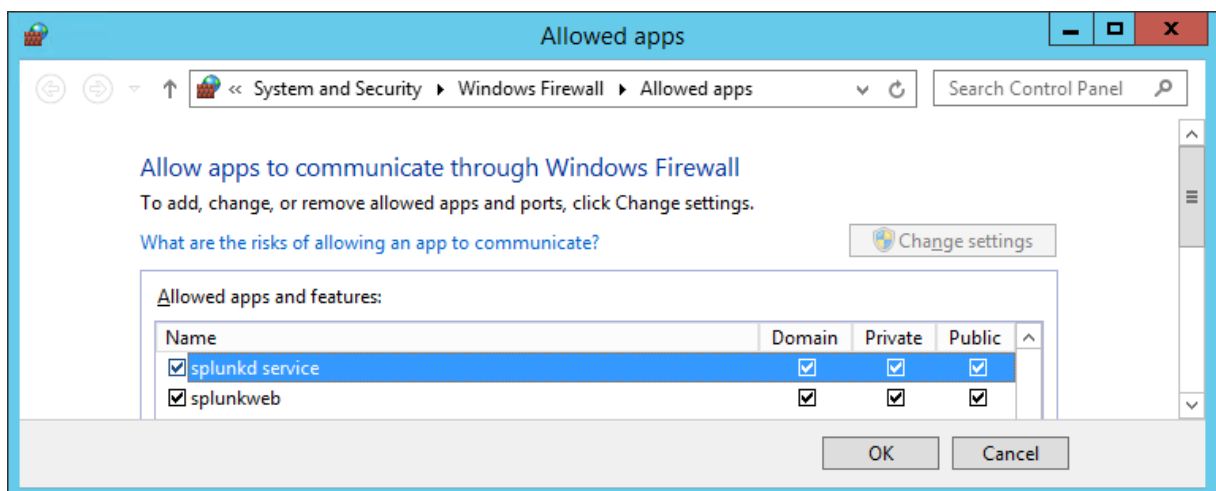 Allowed apps
« System and Security ▸ Windows Firewall ▸ Allowed apps
Search Control Panel
Allow apps to communicate through Windows Firewall
To add, change, or remove allowed apps and ports, click Change settings.
What are the risks of allowing an app to communicate?
Change settings
Allowed apps and features:
Name Domain Private Public
splunkd service
splunkweb
OK Cancel